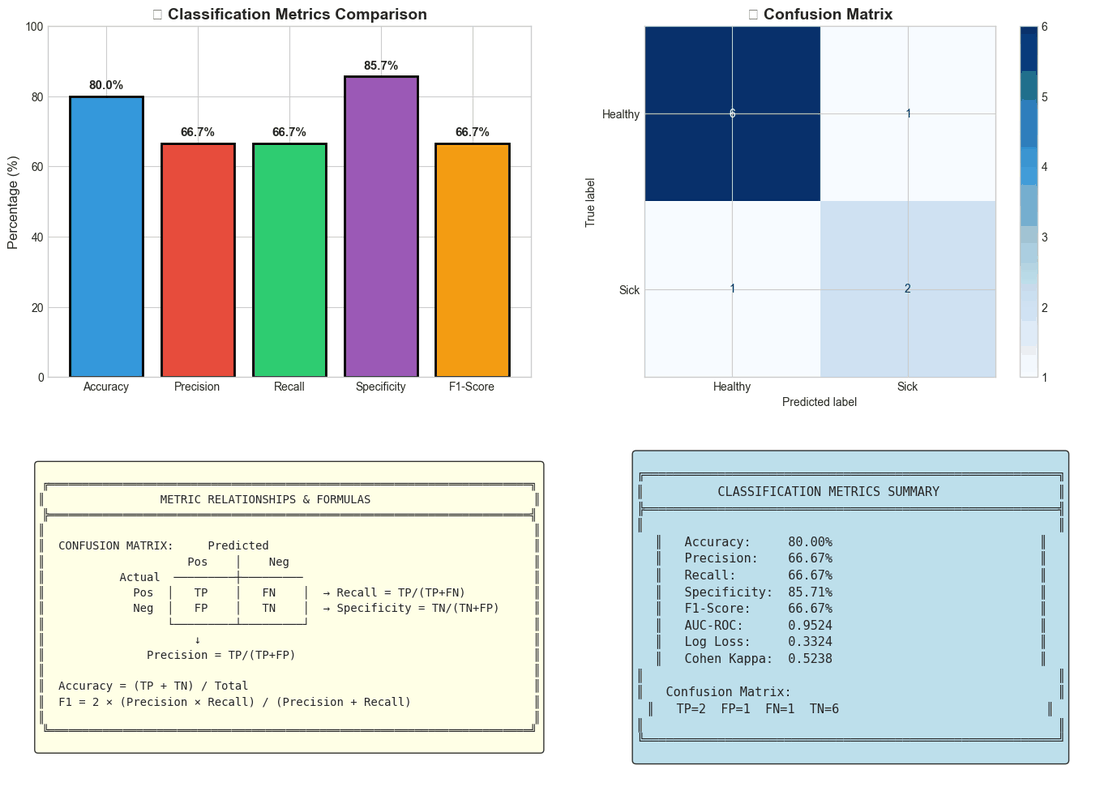 Classification Metrics Comparison
Percentage (%)
100
80
60
40
20
0
80.0%
66.7%
66.7%
85.7%
66.7%
Accuracy Precision Recall Specificity F1-Score
Confusion Matrix
True label
Healthy
Sick
6 1
1 2
Healthy Sick
Predicted label
6
5
4
3
2
1
METRIC RELATIONSHIPS & FORMULAS
CONFUSION MATRIX: Predicted
Pos │ Neg
Actual ─────────┼─────────
Pos │ TP │ FN │ → Recall = TP/(TP+FN)
Neg │ FP │ TN │ → Specificity = TN/(TN+FP)
└─────────┴─────────┘
↓
Precision = TP/(TP+FP)
Accuracy = (TP + TN) / Total
F1 = 2 × (Precision × Recall) / (Precision + Recall)
CLASSIFICATION METRICS SUMMARY
Accuracy: 80.00%
Precision: 66.67%
Recall: 66.67%
Specificity: 85.71%
F1-Score: 66.67%
AUC-ROC: 0.9524
Log Loss: 0.3324
Cohen Kappa: 0.5238
Confusion Matrix:
TP=2 FP=1 FN=1 TN=6